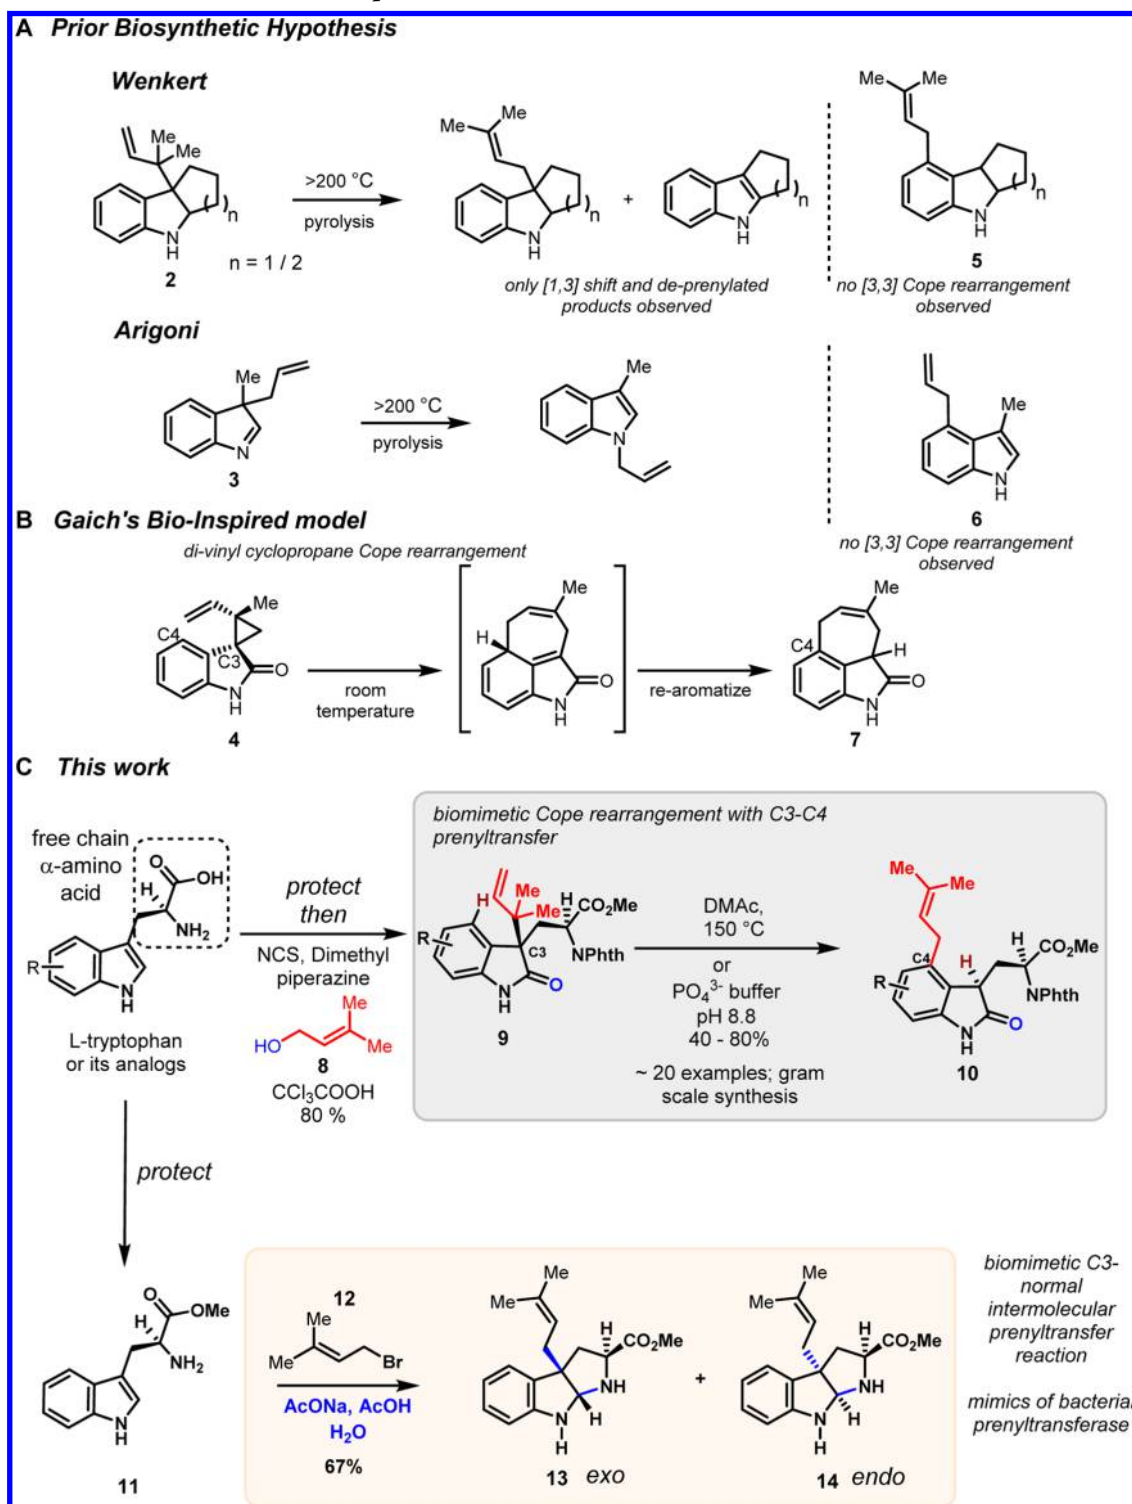 A Prior Biosynthetic Hypothesis
Wenkert
Me
Me
N
H
2
n
n = 1 / 2
>200 °C
pyrolysis
Me
Me
N
H
n
+
N
H
n
only [1,3] shift and de-prenylated
products observed
Me
Me
N
H
n
5
no [3,3] Cope rearrangement
observed
Arigoni
Me
N
3
>200 °C
pyrolysis
Me
N
Me
N
H
6
no [3,3] Cope rearrangement
observed
B Gaich's Bio-Inspired model
di-vinyl cyclopropane Cope rearrangement
Me
C4
C3
O
N
H
4
room
temperature
Me
H
O
N
H
re-aromatize
Me
C4
H
O
N
H
7
C This work
free chain
α-amino
acid
O
OH
H
NH2
R
N
H
L-tryptophan
or its analogs
protect
then
NCS, Dimethyl
piperazine
Me
HO
Me
8
CCl3COOH
80 %
biomimetic Cope rearrangement with C3-C4
prenyltransfer
H
Me
Me
H
CO2Me
R
C3
NPhth
O
N
H
9
DMAc,
150 °C
or
PO43- buffer
pH 8.8
40 - 80%
~ 20 examples; gram
scale synthesis
Me
Me
C4
H
H
CO2Me
R
NPhth
O
N
H
10
protect
O
OMe
H
NH2
N
H
11
12
Me
Me
Br
AcONa, AcOH
H2O
67%
Me
Me
H
CO2Me
NH
N
H
H
13 exo
+
Me
Me
H
CO2Me
NH
N
H
H
14 endo
biomimetic C3-
normal
intermolecular
prenyltransfer
reaction
mimics of bacterial
prenyltransferase